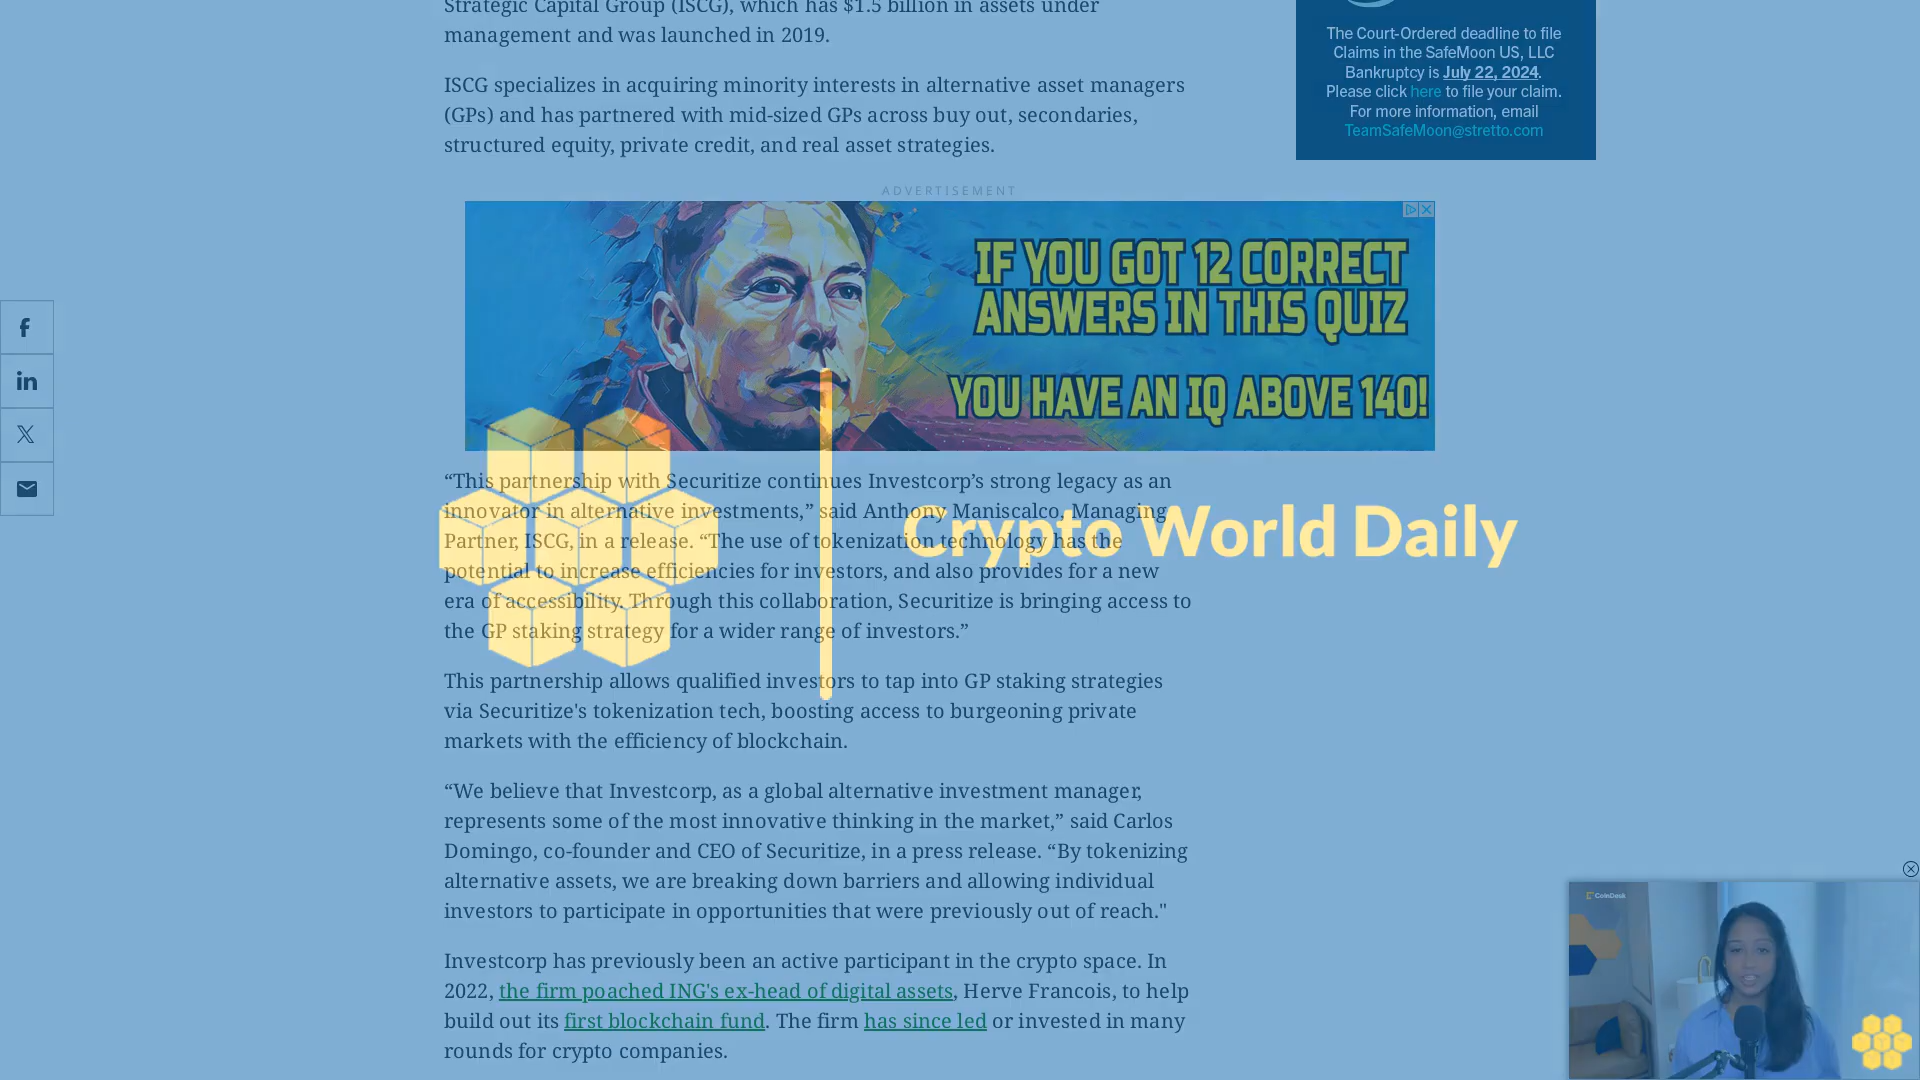 Strategic Capital Group (ISCG), which has $1.5 billion in assets under
management and was launched in 2019.
ISCG specializes in acquiring minority interests in alternative asset managers
(GPs) and has partnered with mid-sized GPs across buy out, secondaries,
structured equity, private credit, and real asset strategies.
The Court-Ordered deadline to file
Claims in the SafeMoon US, LLC
Bankruptcy is July 22, 2024.
Please click here to file your claim.
For more information, email
TeamSafeMoon@stretto.com
ADVERTISEMENT
IF YOU GOT 12 CORRECT
ANSWERS IN THIS QUIZ
YOU HAVE AN IQ ABOVE 140!
“This partnership with Securitize continues Investcorp’s strong legacy as an
innovator in alternative investments,” said Anthony Maniscalco, Managing
Partner, ISCG, in a release. “The use of tokenization technology has the
potential to increase efficiencies for investors, and also provides for a new
era of accessibility. Through this collaboration, Securitize is bringing access to
the GP staking strategy for a wider range of investors.”
Crypto World Daily
This partnership allows qualified investors to tap into GP staking strategies
via Securitize's tokenization tech, boosting access to burgeoning private
markets with the efficiency of blockchain.
“We believe that Investcorp, as a global alternative investment manager,
represents some of the most innovative thinking in the market,” said Carlos
Domingo, co-founder and CEO of Securitize, in a press release. “By tokenizing
alternative assets, we are breaking down barriers and allowing individual
investors to participate in opportunities that were previously out of reach."
Investcorp has previously been an active participant in the crypto space. In
2022, the firm poached ING's ex-head of digital assets, Herve Francois, to help
build out its first blockchain fund. The firm has since led or invested in many
rounds for crypto companies.
CoinDesk